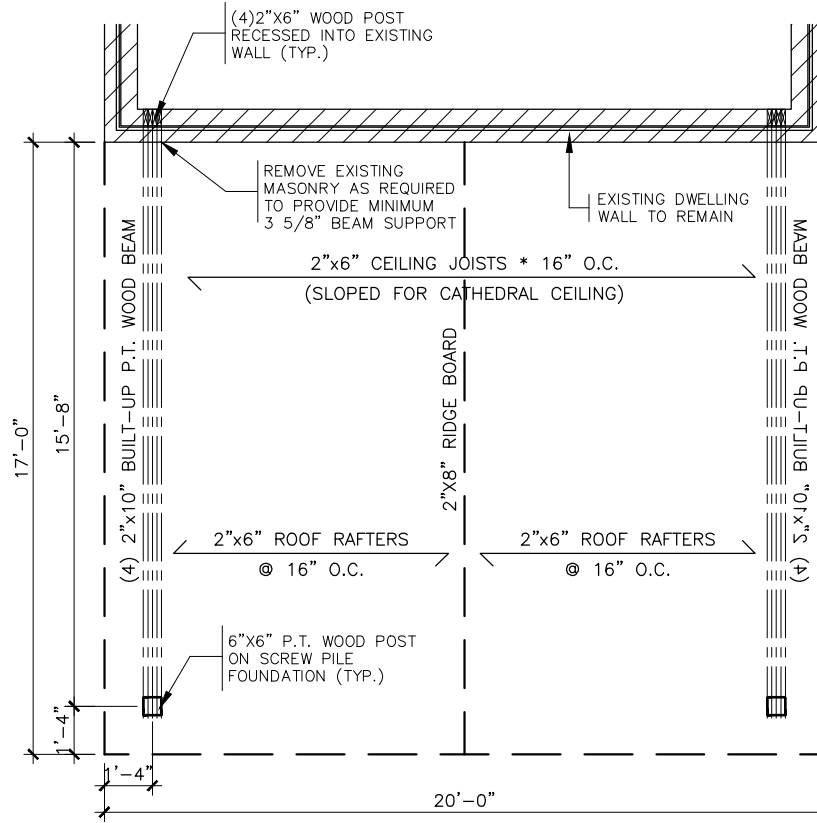 (4)2"X6" WOOD POST
RECESSED INTO EXISTING
WALL (TYP.)
REMOVE EXISTING
MASONRY AS REQUIRED
TO PROVIDE MINIMUM
3 5/8" BEAM SUPPORT
EXISTING DWELLING
WALL TO REMAIN
2"x6" CEILING JOISTS * 16" O.C.
(SLOPED FOR CATHEDRAL CEILING)
(4) 2"x10" BUILT-UP P.T. WOOD BEAM
2"X8" RIDGE BOARD
(4) 2"x10" BUILT-UP P.T. WOOD BEAM
17'-0"
15'-8"
2"x6" ROOF RAFTERS
@ 16" O.C.
2"x6" ROOF RAFTERS
@ 16" O.C.
6"X6" P.T. WOOD POST
ON SCREW PILE
FOUNDATION (TYP.)
1'-4"
1'-4"
20'-0"